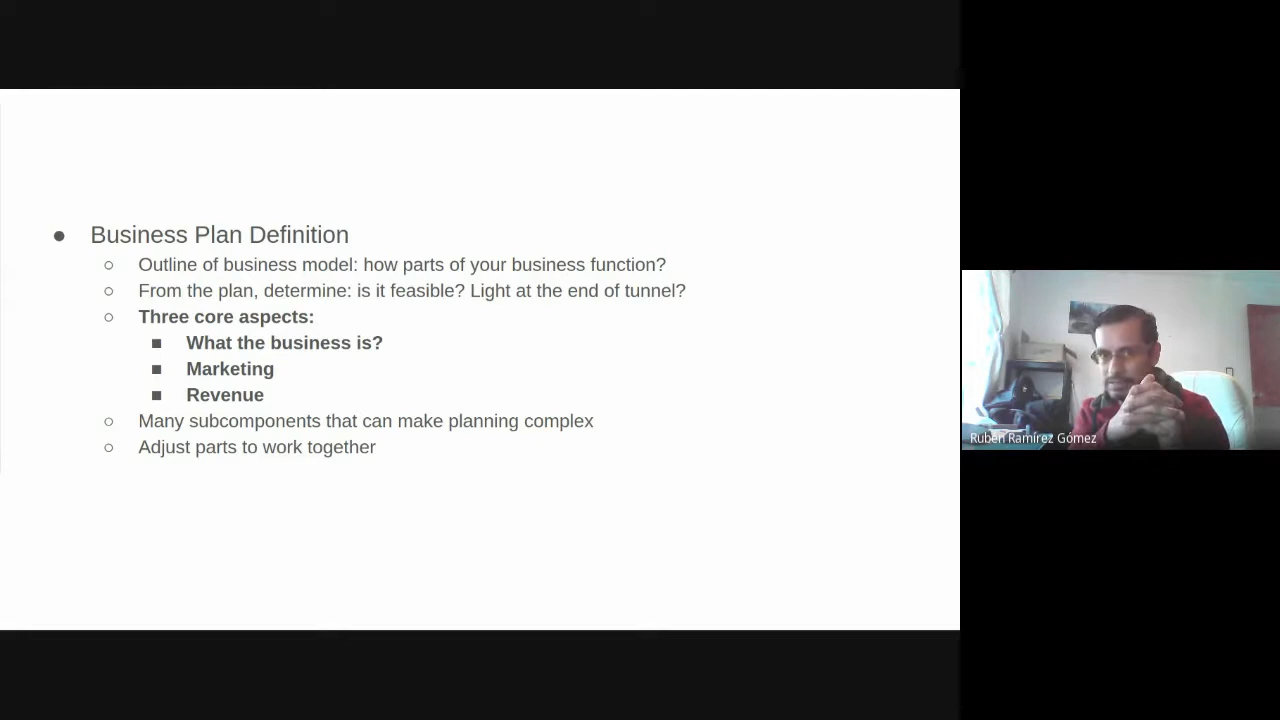 ● Business Plan Definition
○ Outline of business model: how parts of your business function?
○ From the plan, determine: is it feasible? Light at the end of tunnel?
○ Three core aspects:
■ What the business is?
■ Marketing
■ Revenue
○ Many subcomponents that can make planning complex
○ Adjust parts to work together
Rubén Ramírez Gómez